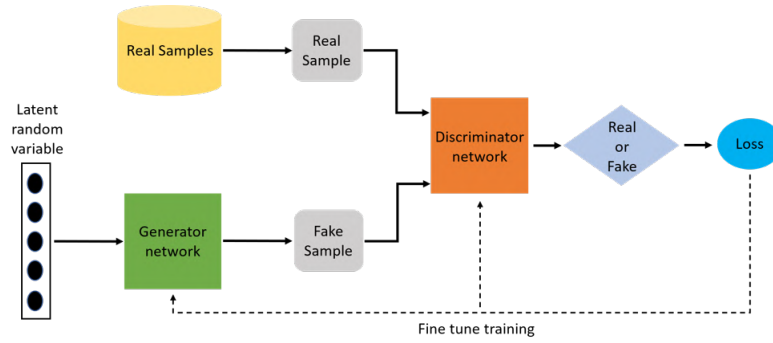 Real Samples
Real
Sample
Latent
random
variable
Discriminator
network
Real
or
Fake
Loss
Generator
network
Fake
Sample
Fine tune training